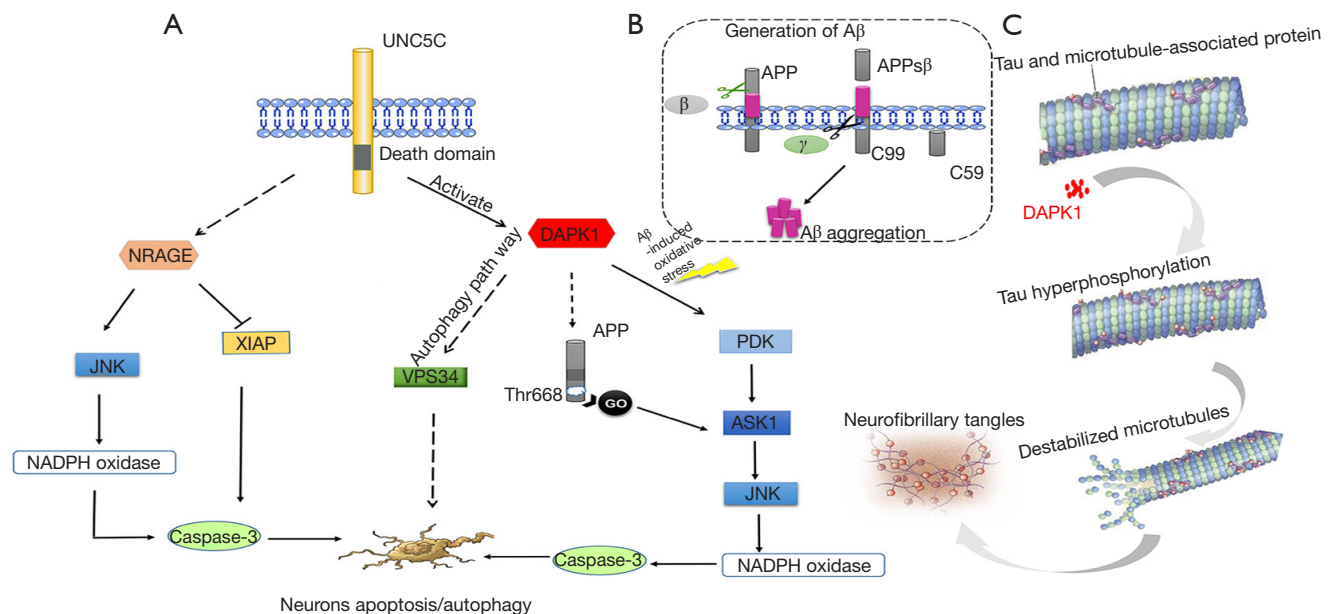 A
UNC5C
Death domain
Activate
NRAGE
DAPK1
JNK
XIAP
Autophagy path way
VPS34
APP
Thr668
GO
PDK
ASK1
JNK
NADPH oxidase
NADPH oxidase
Caspase-3
Caspase-3
Neurons apoptosis/autophagy
B
Generation of Aβ
APP
APPsβ
β
γ
C99
C59
Aβ aggregation
Aβ
-induced
oxidative
stress
C
Tau and microtubule-associated protein
DAPK1
Tau hyperphosphorylation
Destabilized microtubules
Neurofibrillary tangles